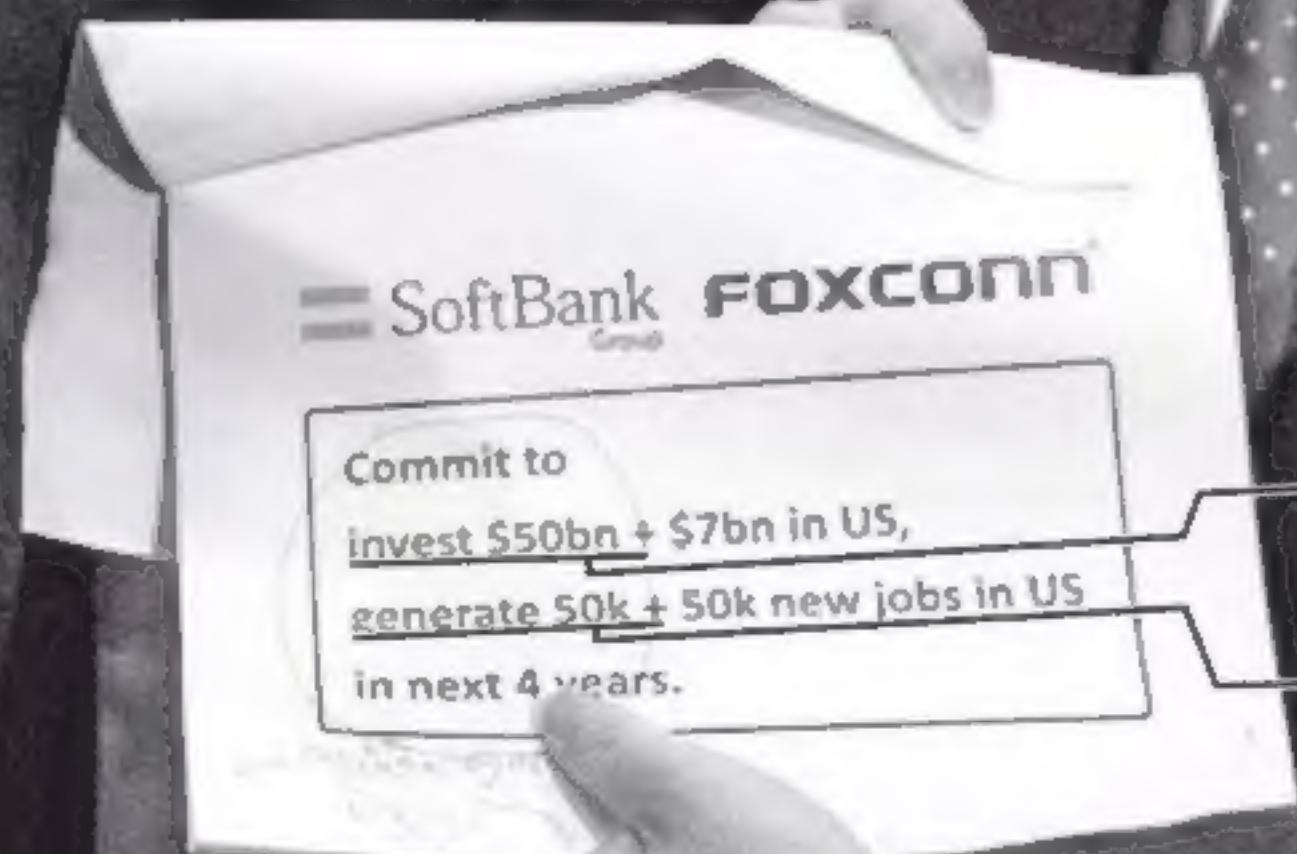 SoftBank FOXCONN
Group
Commit to
invest $50bn + $7bn in US,
generate 50k + 50k new jobs in US
in next 4 years.